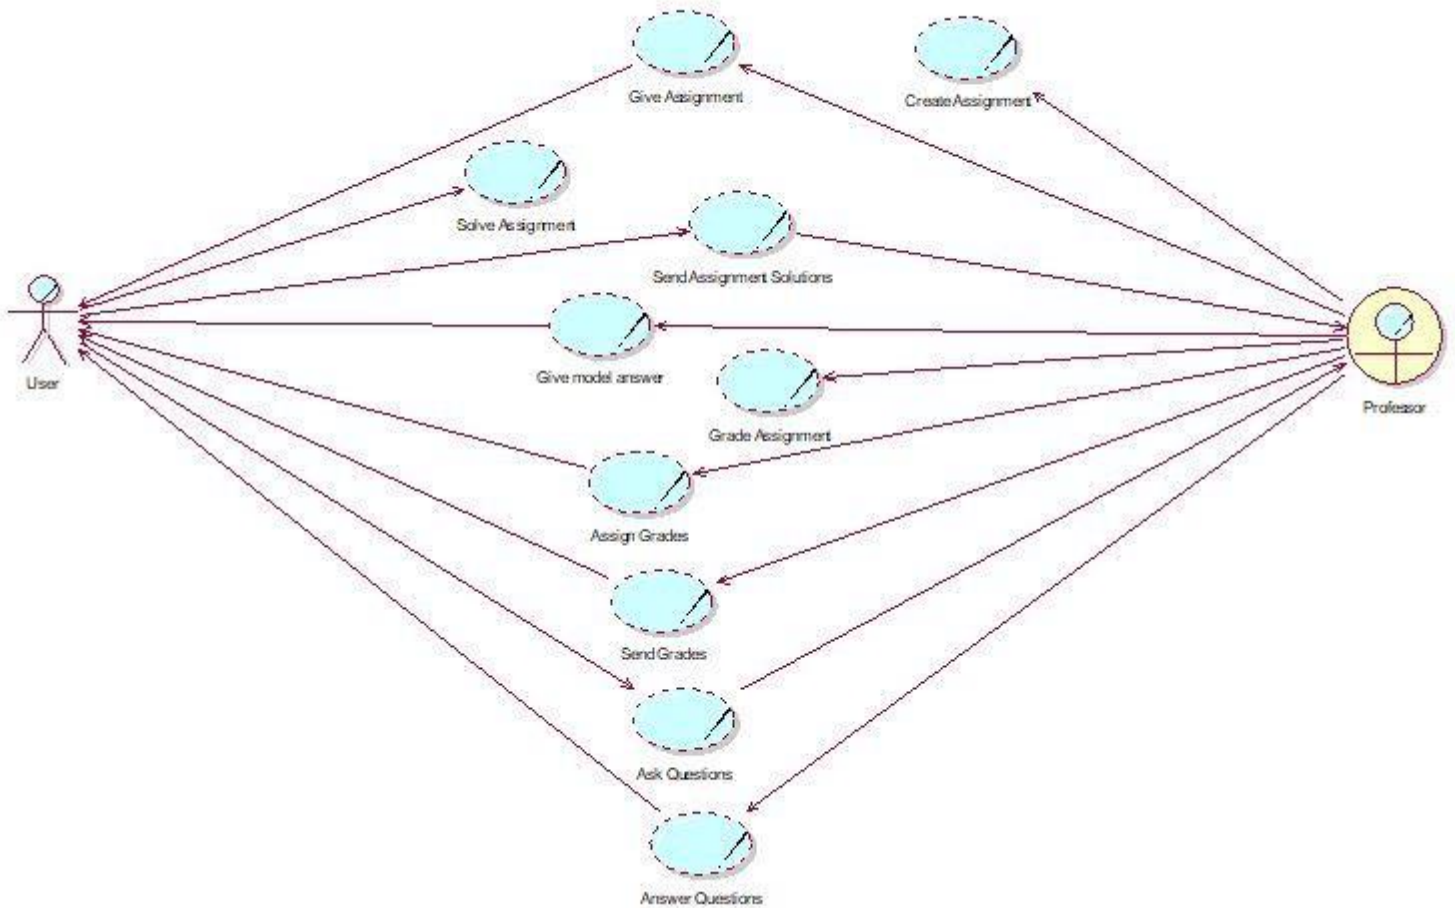 Give Assignment
Create Assignment
Solve Assignment
Send Assignment Solutions
User
Give model answer
Professor
Grade Assignment
Assign Grades
Send Grades
Ask Questions
Answer Questions